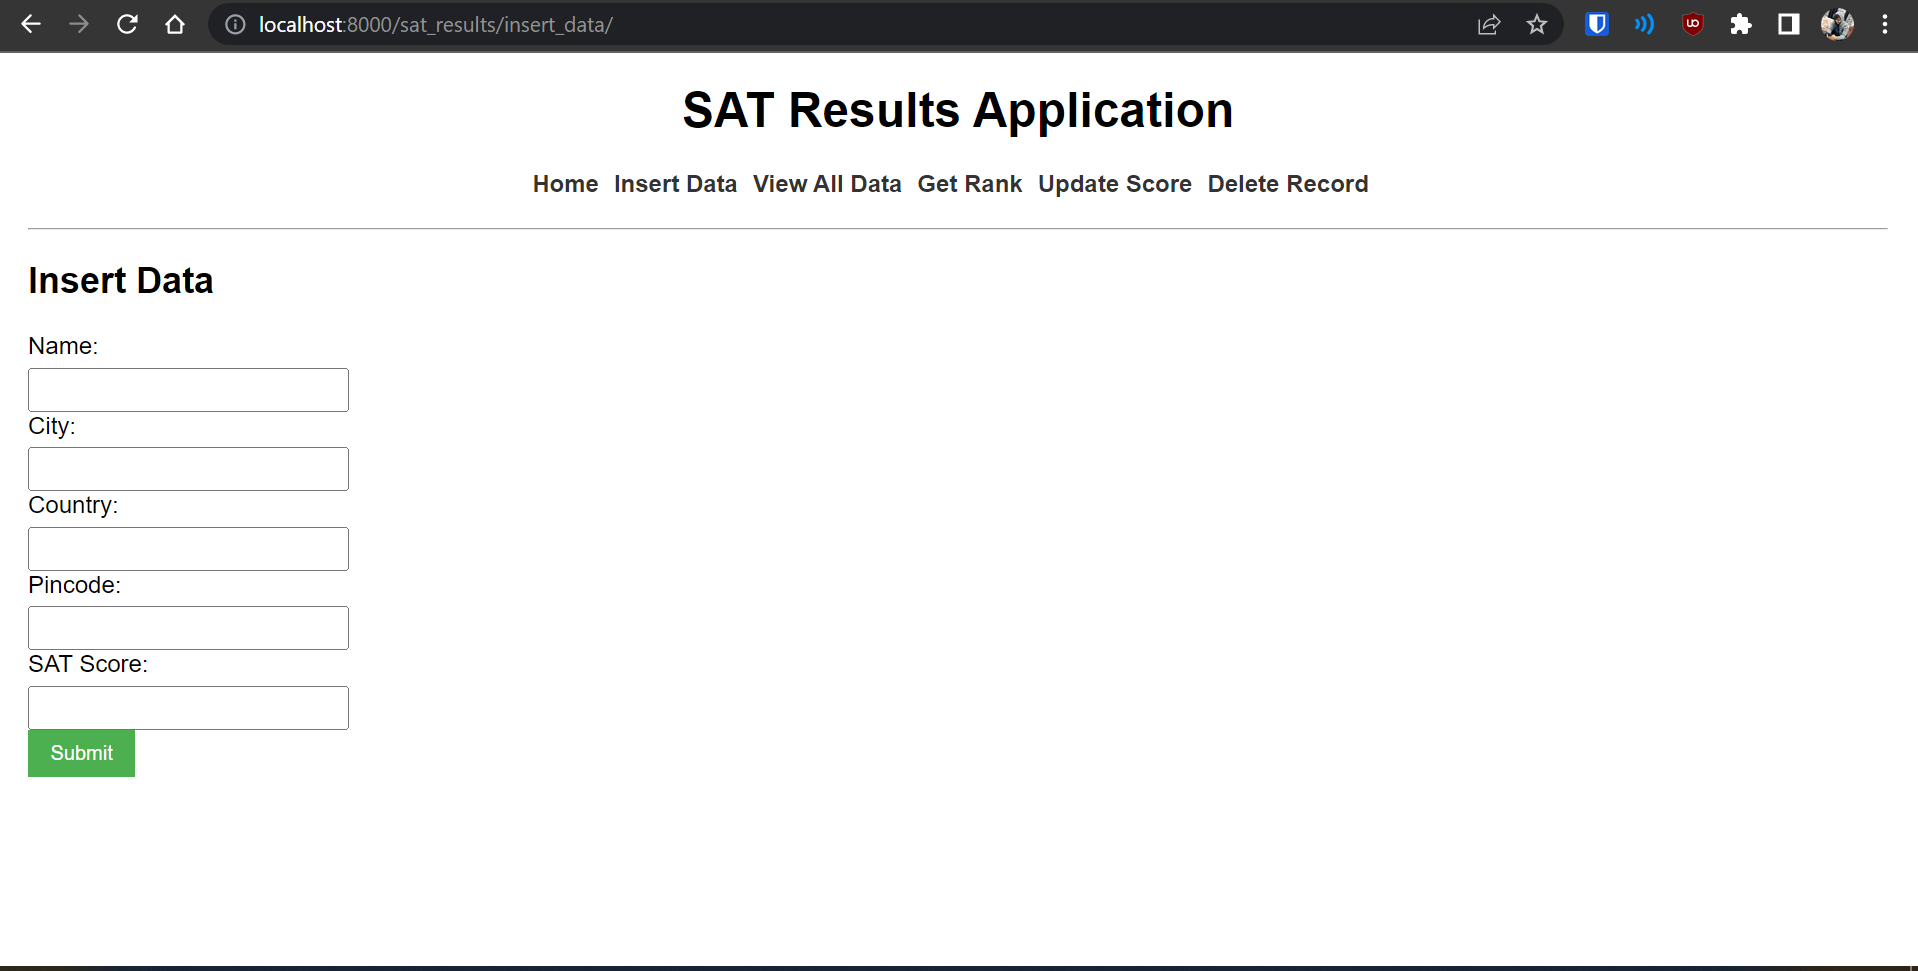 localhost:8000/sat_results/insert_data/
SAT Results Application
Home Insert Data View All Data Get Rank Update Score Delete Record
Insert Data
Name:
City:
Country:
Pincode:
SAT Score:
Submit